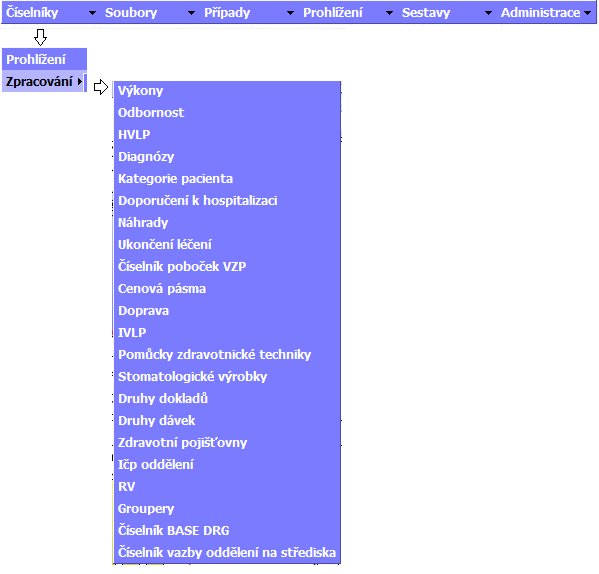 Číselníky Soubory Případy Prohlížení Sestavy Administrace
Prohlížení
Zpracování
Výkony
Odbornost
HVLP
Diagnózy
Kategorie pacienta
Doporučení k hospitalizaci
Náhrady
Ukončení léčení
Číselník poboček VZP
Cenová pásma
Doprava
IVLP
Pomůcky zdravotnické techniky
Stomatologické výrobky
Druhy dokladů
Druhy dávek
Zdravotní pojišťovny
Ičp oddělení
RV
Groupery
Číselník BASE DRG
Číselník vazby oddělení na střediska